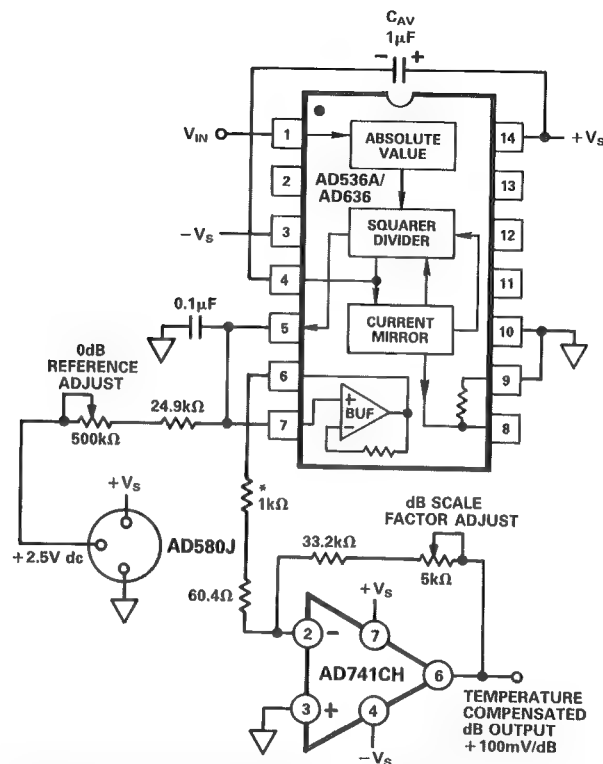 CAV
1µF
− +
VIN
1
ABSOLUTE
VALUE
14
+VS
2
AD536A/
AD636
13
−VS
3
SQUARER
DIVIDER
12
4
11
0.1µF
5
CURRENT
MIRROR
10
0dB
REFERENCE
ADJUST
6
9
500kΩ
24.9kΩ
7
+
−
BUF
8
*
1kΩ
+VS
+2.5V dc
AD580J
60.4Ω
33.2kΩ
dB SCALE
FACTOR ADJUST
5kΩ
+VS
2 −
7
AD741CH
6
3 +
4
−VS
TEMPERATURE
COMPENSATED
dB OUTPUT
+100mV/dB